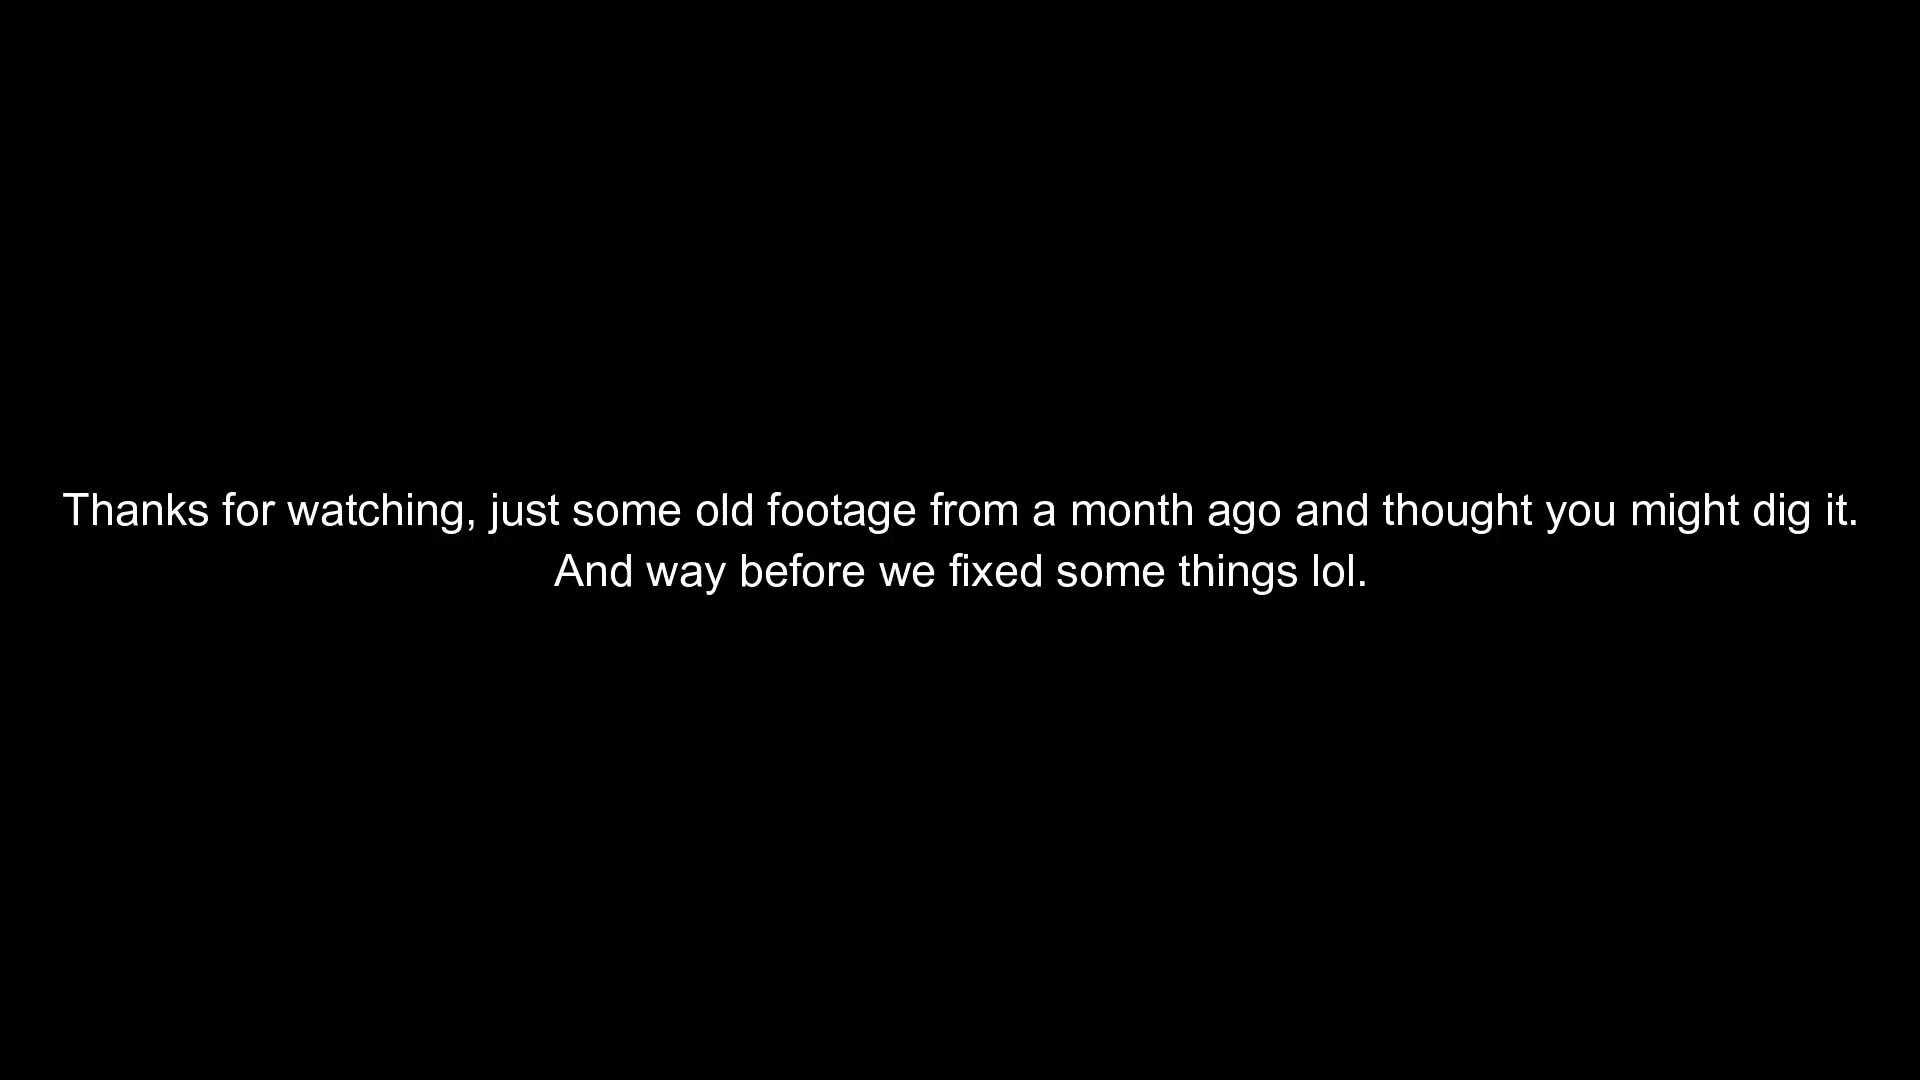 Thanks for watching, just some old footage from a month ago and thought you might dig it.
And way before we fixed some things lol.